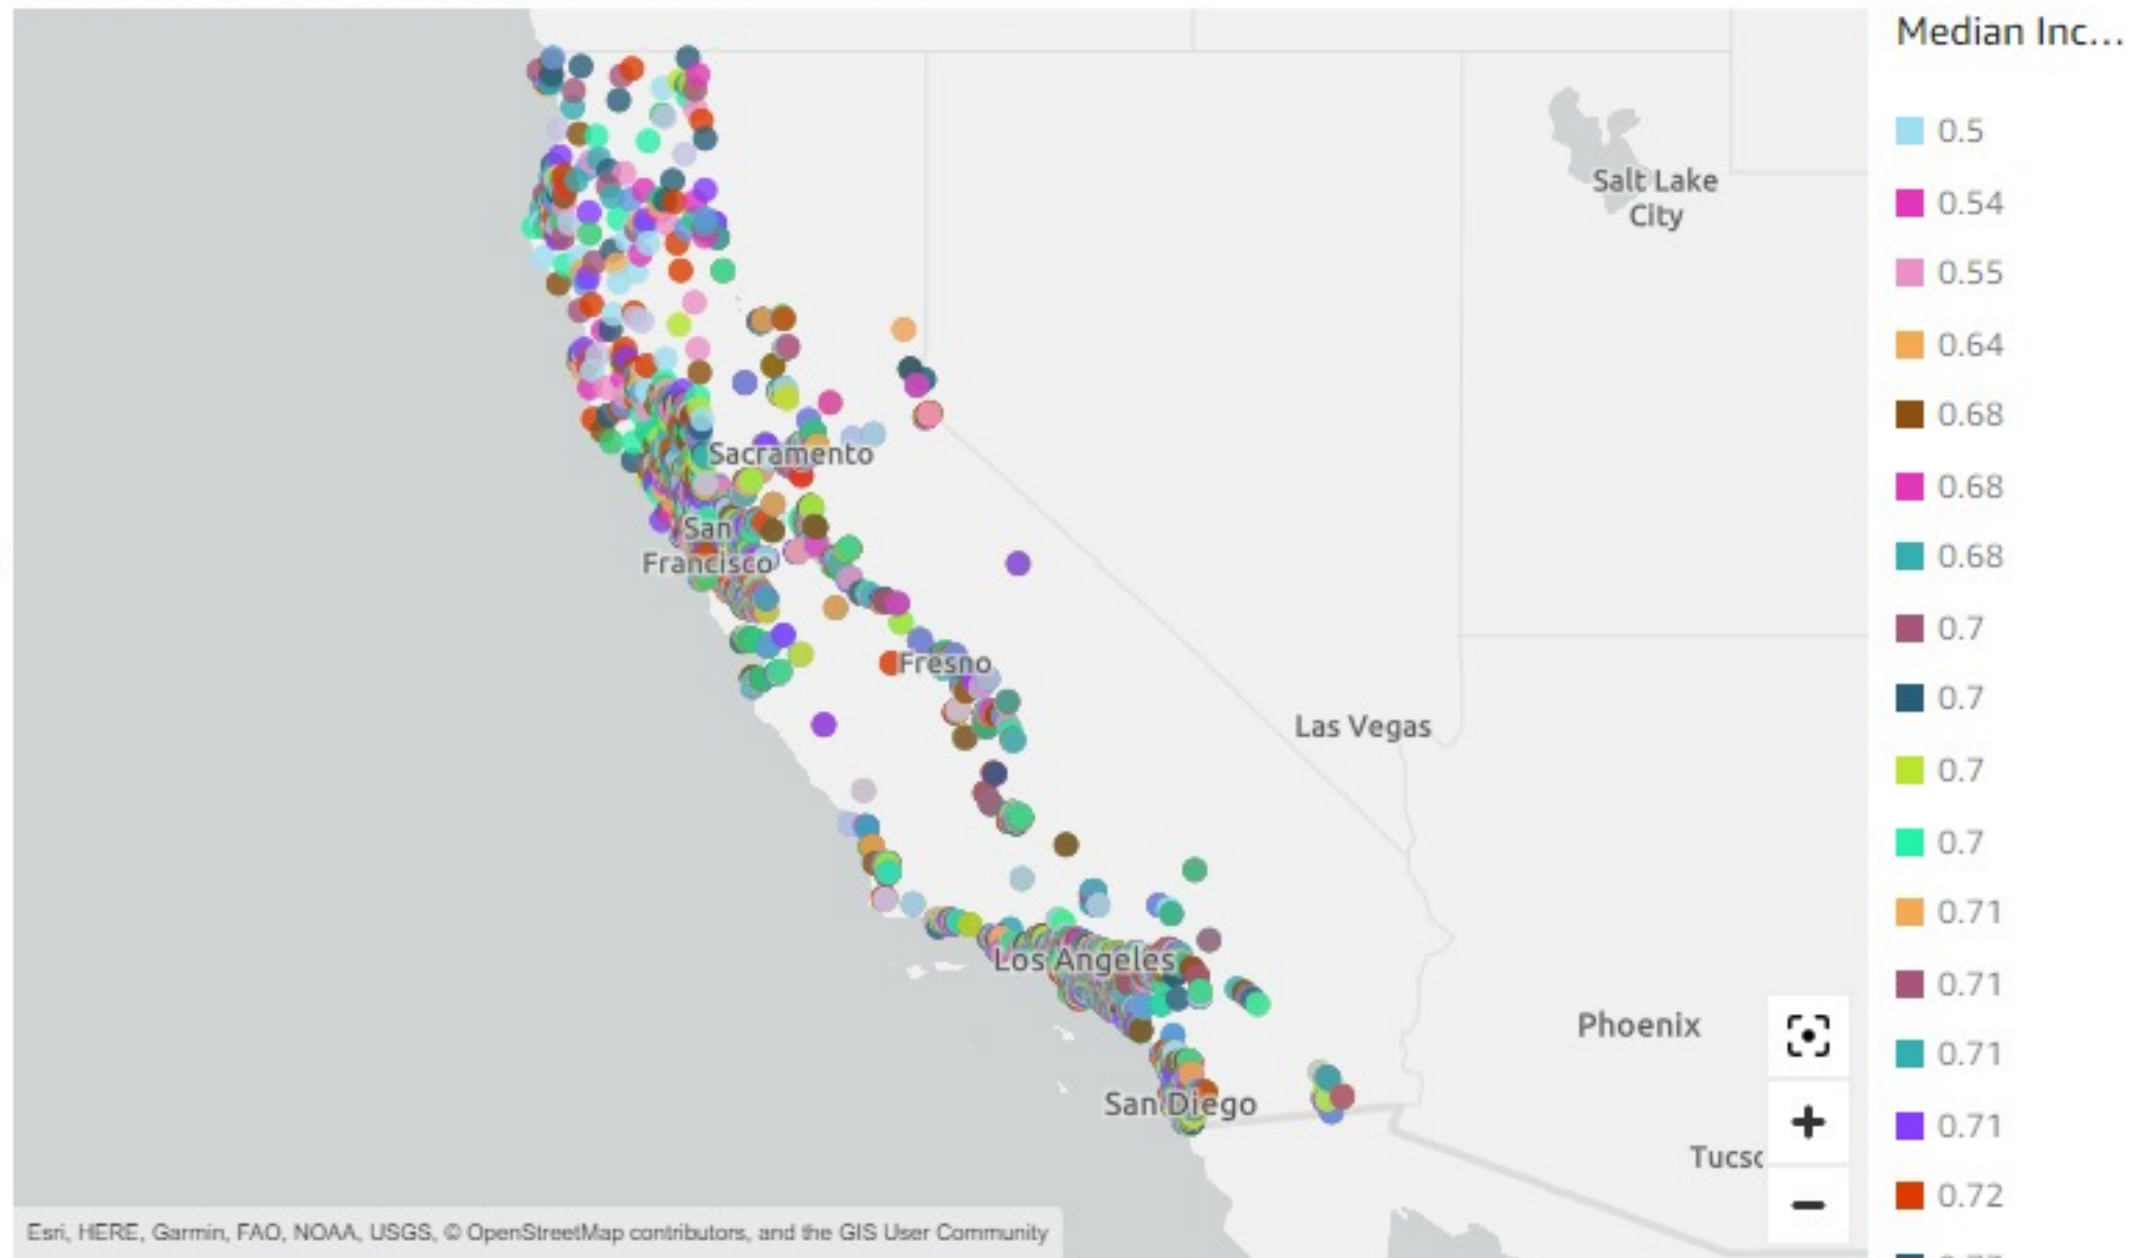 Median Inc...
0.5
0.54
0.55
0.64
0.68
0.68
0.68
0.7
0.7
0.7
0.7
0.71
0.71
0.71
0.71
0.72
Salt Lake
City
Sacramento
San
Francisco
Fresno
Las Vegas
Los Angeles
San Diego
Phoenix
Tucso
+
−
Esri, HERE, Garmin, FAO, NOAA, USGS, © OpenStreetMap contributors, and the GIS User Community